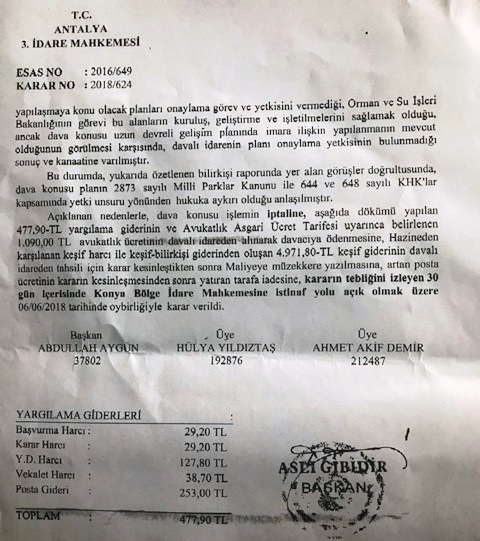 T.C.
ANTALYA
3. İDARE MAHKEMESİ
ESAS NO : 2016/649
KARAR NO : 2018/624
yapılaşmaya konu olacak planları onaylama görev ve yetkisini vermediği, Orman ve Su İşleri
Bakanlığının görevi bu alanların kuruluş, geliştirme ve işletilmelerini sağlamak olduğu,
ancak dava konusu uzun devreli gelişim planında imara ilişkin yapılanmanın mevcut
olduğunun görülmesi karşısında, davalı idarenin planı onaylama yetkisinin bulunmadığı
sonuç ve kanaatine varılmıştır.
Bu durumda, yukarıda özetlenen bilirkişi raporunda yer alan görüşler doğrultusunda,
dava konusu planın 2873 sayılı Milli Parklar Kanunu ile 644 ve 648 sayılı KHK'lar
kapsamında yetki unsuru yönünden hukuka aykırı olduğu anlaşılmıştır.
Açıklanan nedenlerle, dava konusu işlemin iptaline, aşağıda dökümü yapılan
477,90-TL yargılama giderinin ve Avukatlık Asgari Ücret Tarifesi uyarınca belirlenen
1.090,00 TL avukatlık ücretinin davalı idareden alınarak davacıya ödenmesine, Hazineden
karşılanan keşif harcı ile keşif-bilirkişi giderinden oluşan 4.971,80-TL keşif giderinin davalı
idareden tahsili için karar kesinleştikten sonra Maliyeye müzekkere yazılmasına, artan posta
ücretinin kararın kesinleşmesinden sonra yatıran tarafa iadesine, kararın tebliğini izleyen 30
gün içerisinde Konya Bölge İdare Mahkemesine istinaf yolu açık olmak üzere
06/06/2018 tarihinde oybirliğiyle karar verildi.
Başkan Üye Üye
ABDULLAH AYGÜN HÜLYA YILDIZTAŞ AHMET AKİF DEMİR
37802 192876 212487
YARGILAMA GİDERLERİ :
Başvurma Harcı : 29,20 TL
Karar Harcı : 29,20 TL
Y.D. Harcı : 127,80 TL
Vekalet Harcı : 38,70 TL
Posta Gideri : 253,00 TL
TOPLAM : 477,90 TL
ASLI GİBİDİR
BAŞKAN